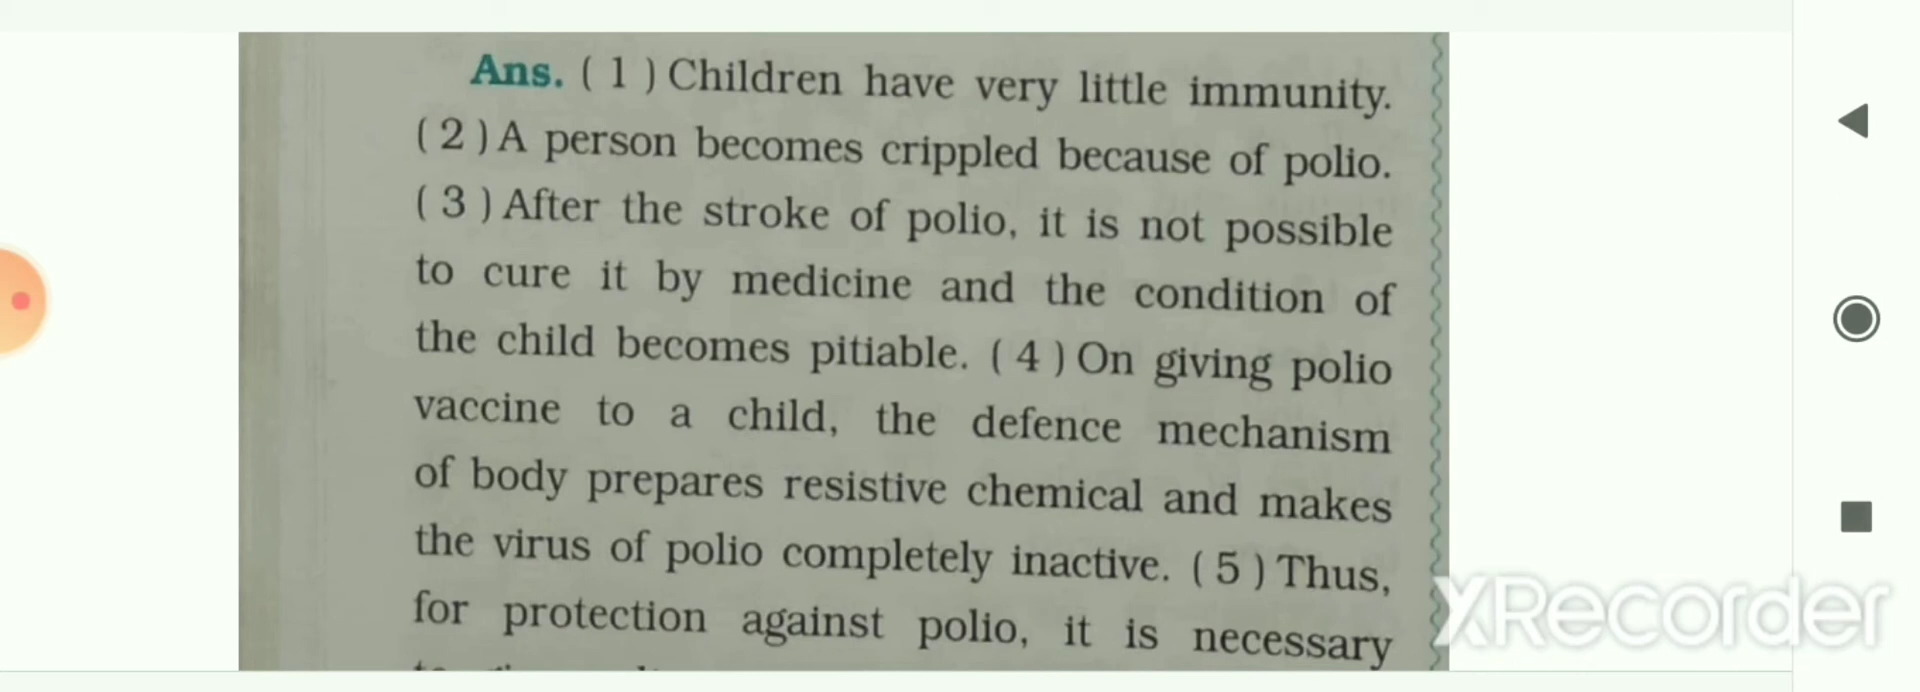 Ans. ( 1 ) Children have very little immunity.
( 2 ) A person becomes crippled because of polio.
( 3 ) After the stroke of polio, it is not possible
to cure it by medicine and the condition of
the child becomes pitiable. ( 4 ) On giving polio
vaccine to a child, the defence mechanism
of body prepares resistive chemical and makes
the virus of polio completely inactive. ( 5 ) Thus,
for protection against polio, it is necessary
XRecorder